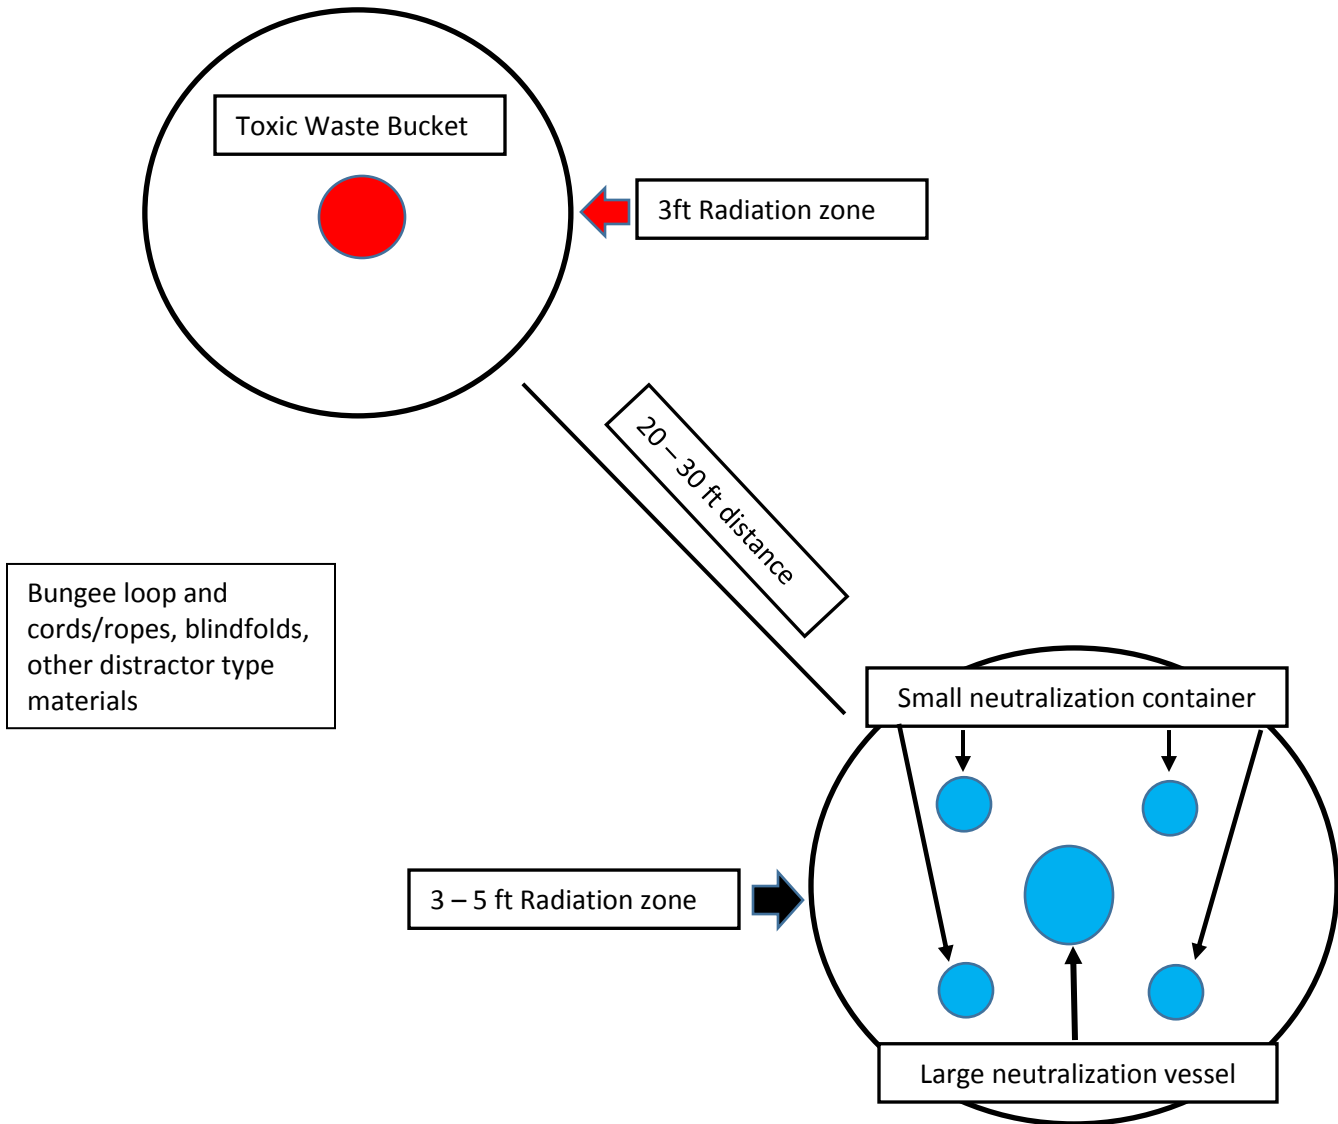 Toxic Waste Bucket
3ft Radiation zone
20 – 30 ft distance
Bungee loop and
cords/ropes, blindfolds,
other distractor type
materials
Small neutralization container
3 – 5 ft Radiation zone
Large neutralization vessel